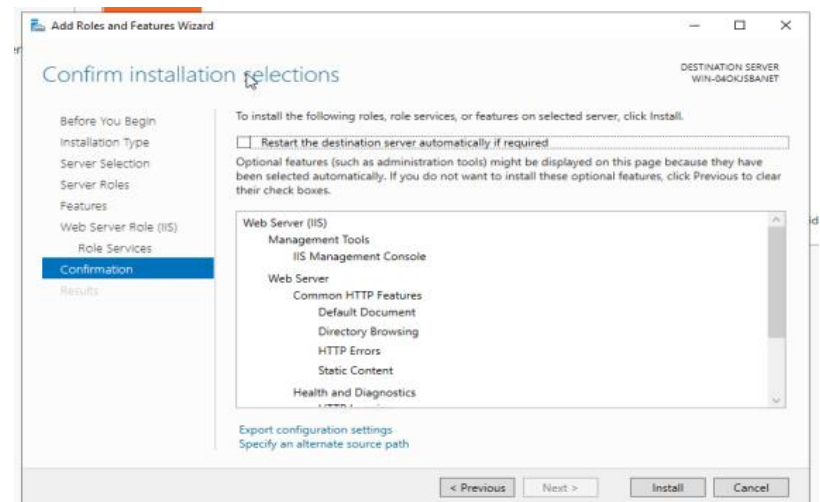 Add Roles and Features Wizard
Confirm installation selections
DESTINATION SERVER
WIN-04OKJSBANET
Before You Begin
Installation Type
Server Selection
Server Roles
Features
Web Server Role (IIS)
Role Services
Confirmation
Results
To install the following roles, role services, or features on selected server, click Install.
Restart the destination server automatically if required
Optional features (such as administration tools) might be displayed on this page because they have
been selected automatically. If you do not want to install these optional features, click Previous to clear
their check boxes.
Web Server (IIS)
Management Tools
IIS Management Console
Web Server
Common HTTP Features
Default Document
Directory Browsing
HTTP Errors
Static Content
Health and Diagnostics
Export configuration settings
Specify an alternate source path
< Previous
Next >
Install
Cancel